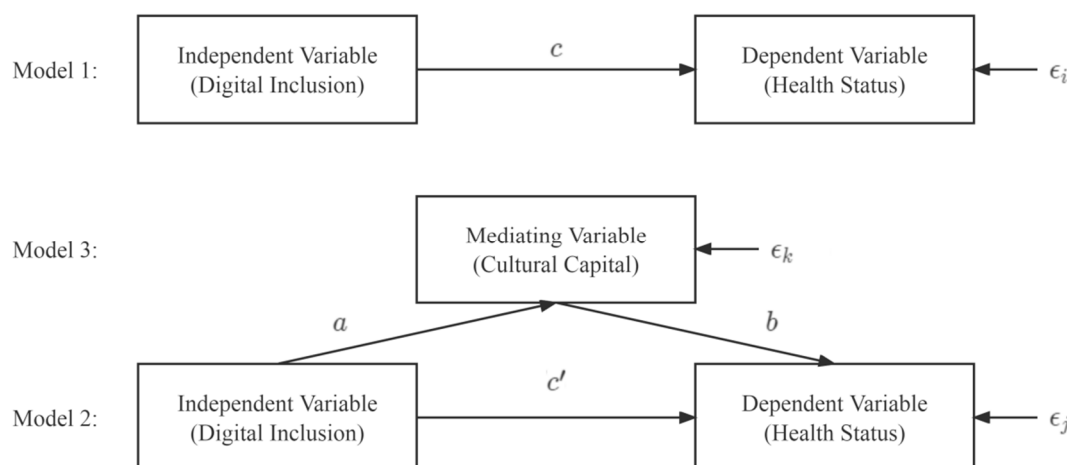 Model 1:
Independent Variable
(Digital Inclusion)
c
Dependent Variable
(Health Status)
ϵi
Model 3:
Mediating Variable
(Cultural Capital)
ϵk
a
b
Model 2:
Independent Variable
(Digital Inclusion)
c′
Dependent Variable
(Health Status)
ϵj